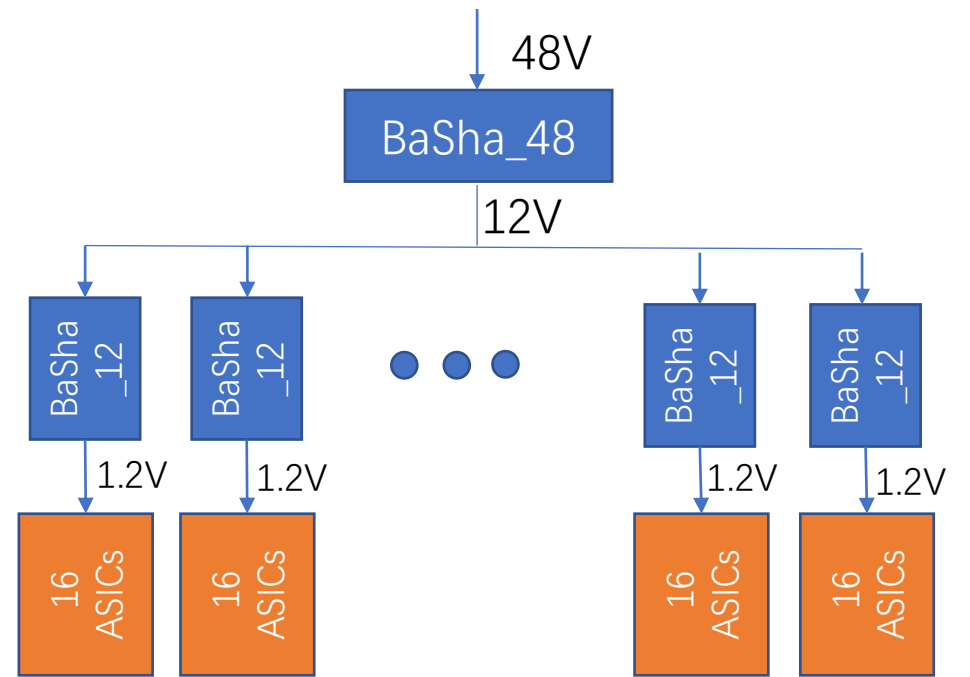 48V
BaSha_48
12V
BaSha
_12
BaSha
_12
BaSha
_12
BaSha
_12
1.2V
1.2V
1.2V
1.2V
16
ASICs
16
ASICs
16
ASICs
16
ASICs